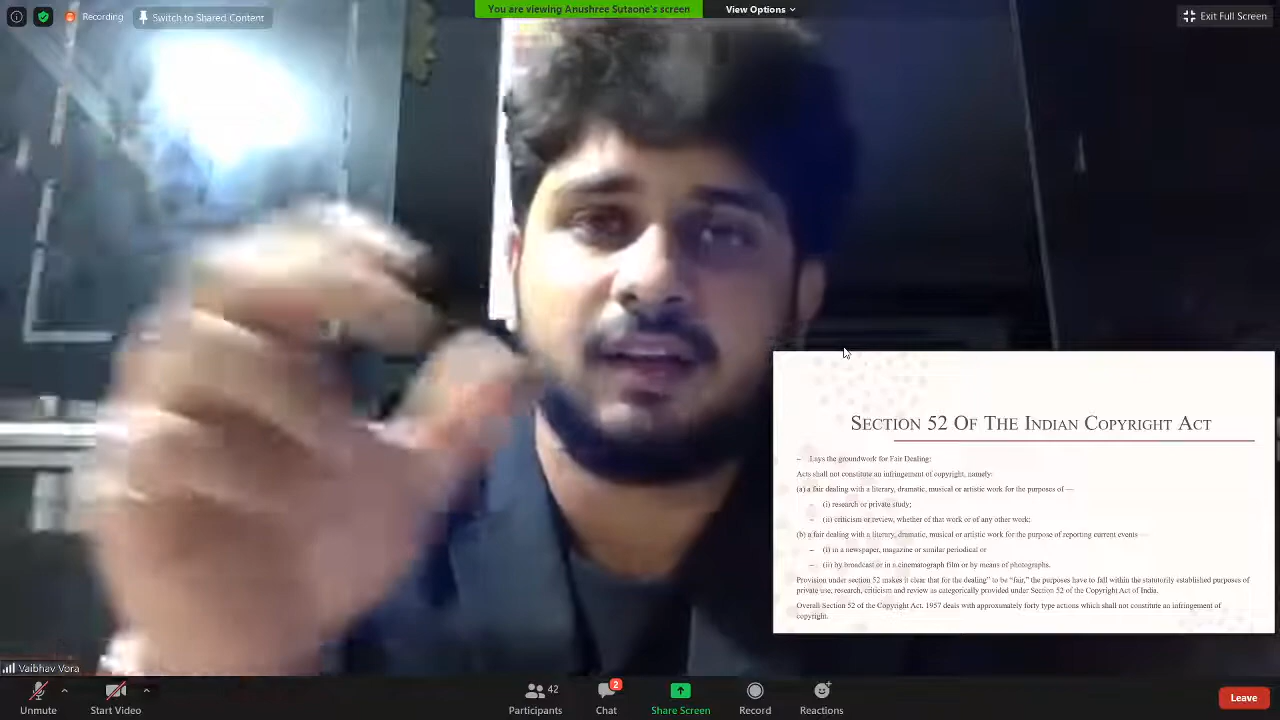 Recording
Switch to Shared Content
You are viewing Anushree Sutaone's screen
View Options
Exit Full Screen
SECTION 52 OF THE INDIAN COPYRIGHT ACT
– .Lays the groundwork for Fair Dealing:
Acts shall not constitute an infringement of copyright, namely:
(a) a fair dealing with a literary, dramatic, musical or artistic work for the purposes of —
– (i) research or private study;
– (ii) criticism or review, whether of that work or of any other work:
(b) a fair dealing with a literary, dramatic, musical or artistic work for the purpose of reporting current events —
– (i) in a newspaper, magazine or similar periodical or
– (ii) by broadcast or in a cinematograph film or by means of photographs.
Provision under section 52 makes it clear that for the dealing” to be “fair,” the purposes have to fall within the statutorily established purposes of
private use, research, criticism and review as categorically provided under Section 52 of the Copyright Act of India.
Overall Section 52 of the Copyright Act. 1957 deals with approximately forty type actions which shall not constitute an infringement of
copyright.
Vaibhav Vora
Unmute
Start Video
42
Participants
2
Chat
Share Screen
Record
Reactions
Leave